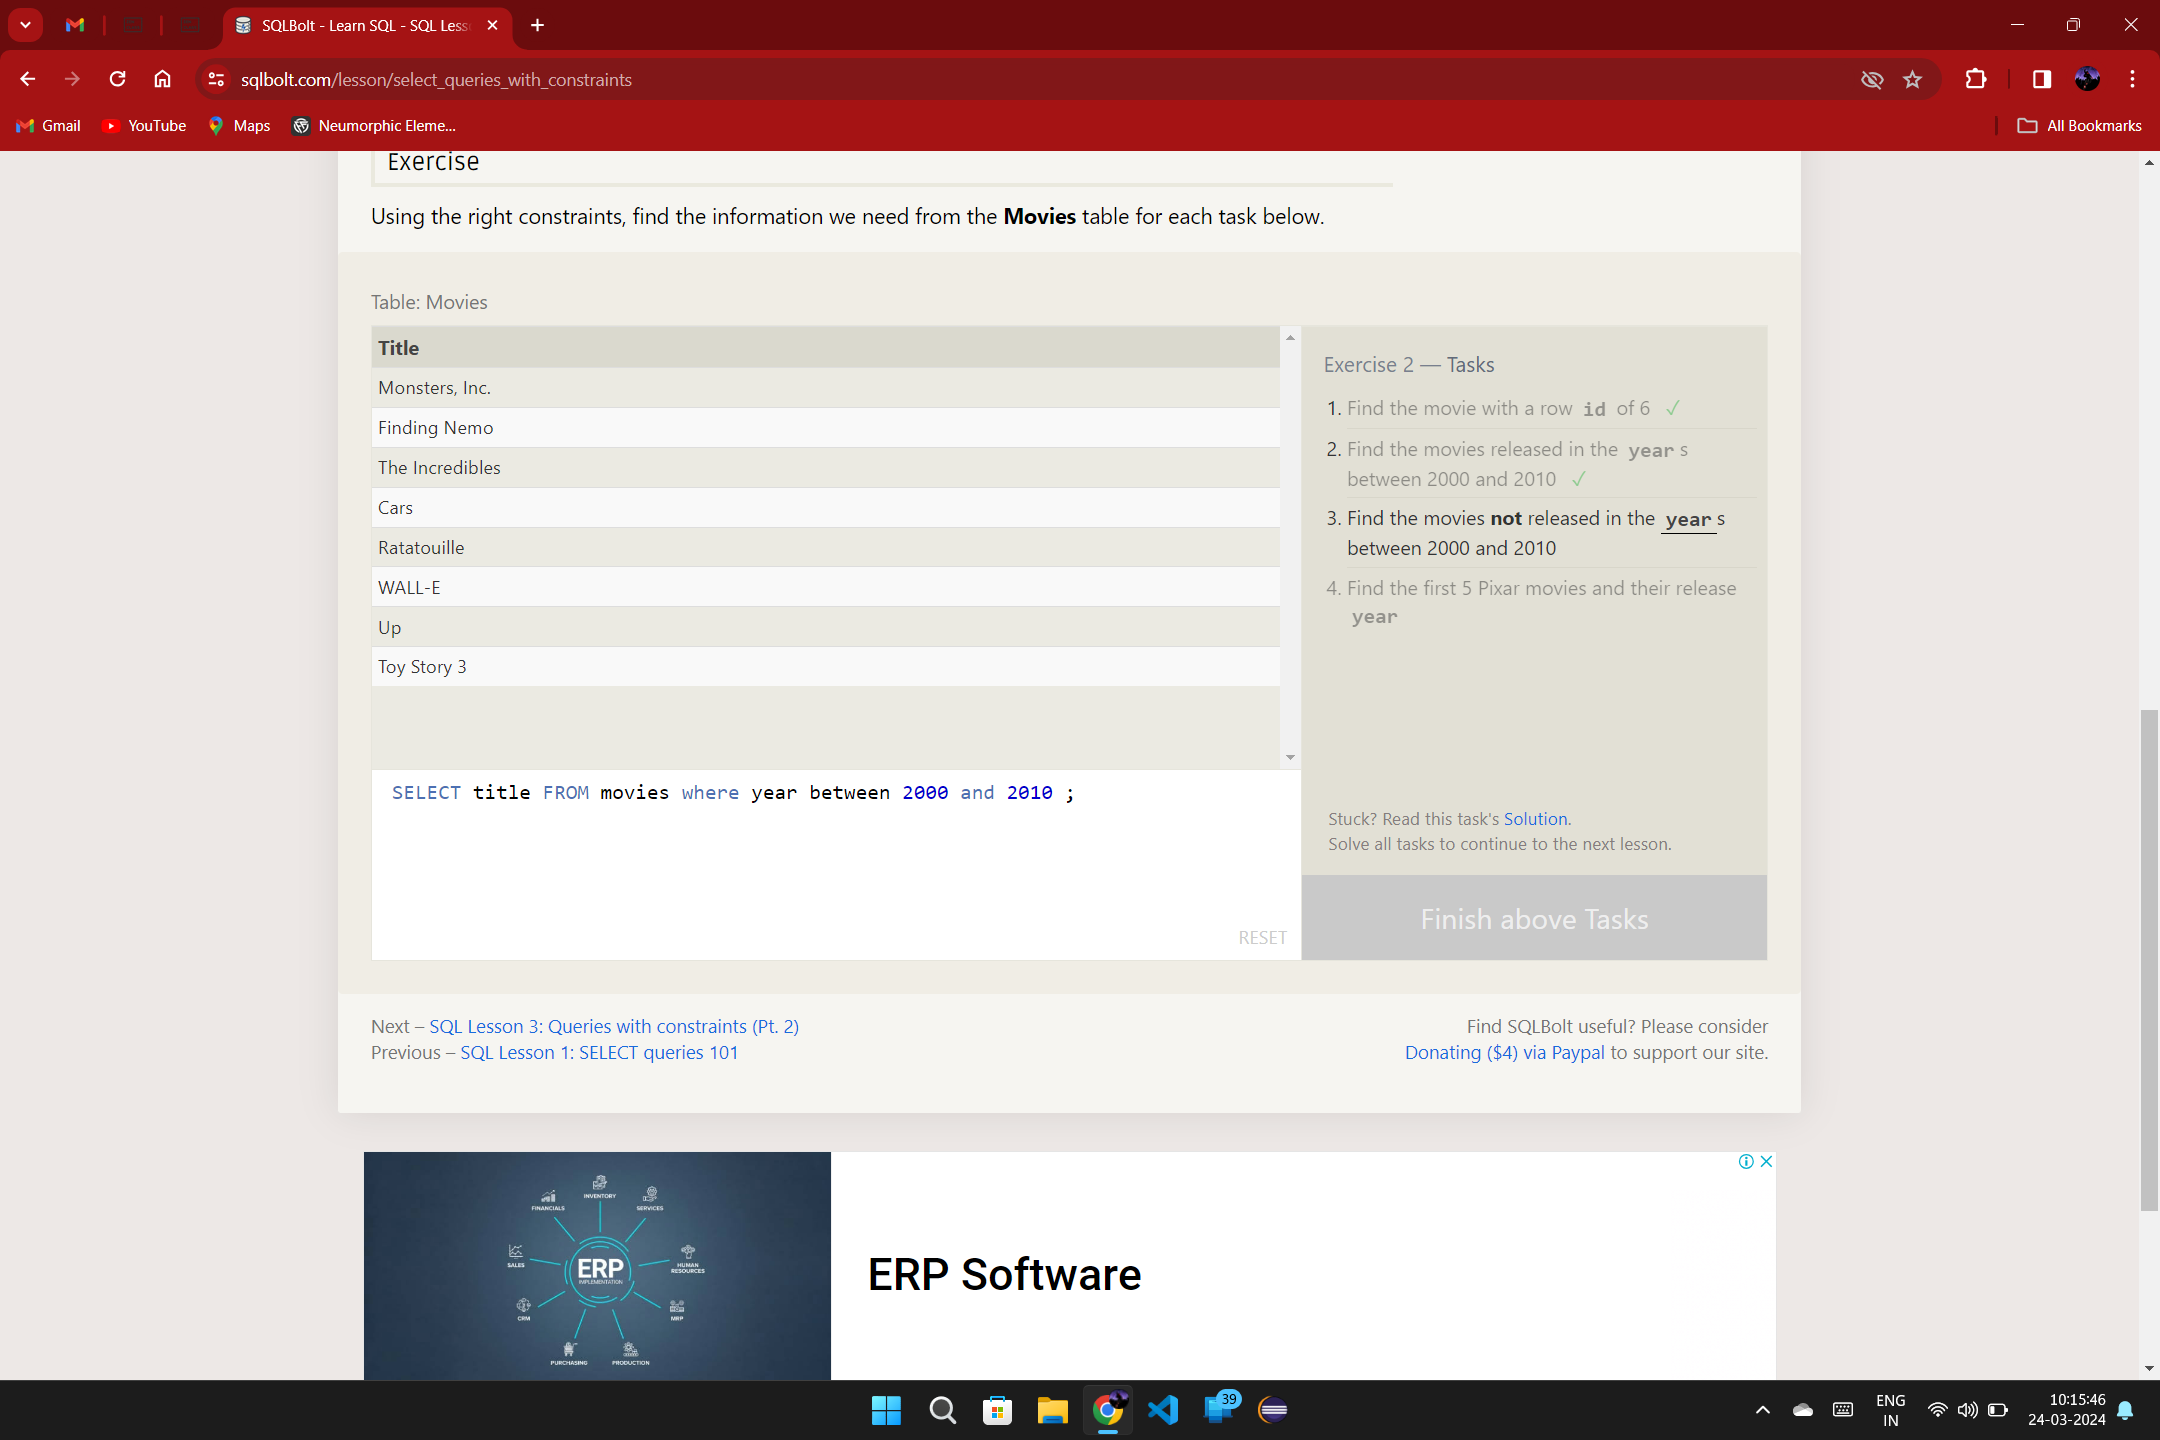 SQLBolt - Learn SQL - SQL Less
sqlbolt.com/lesson/select_queries_with_constraints
Gmail
YouTube
Maps
Neumorphic Eleme...
All Bookmarks
Exercise
Using the right constraints, find the information we need from the Movies table for each task below.
Table: Movies
Title
Monsters, Inc.
Finding Nemo
The Incredibles
Cars
Ratatouille
WALL-E
Up
Toy Story 3
SELECT title FROM movies where year between 2000 and 2010 ;
RESET
Exercise 2 — Tasks
1. Find the movie with a row id of 6 ✓
2. Find the movies released in the year s
between 2000 and 2010 ✓
3. Find the movies not released in the year s
between 2000 and 2010
4. Find the first 5 Pixar movies and their release
year
Stuck? Read this task's Solution.
Solve all tasks to continue to the next lesson.
Finish above Tasks
Next – SQL Lesson 3: Queries with constraints (Pt. 2)
Previous – SQL Lesson 1: SELECT queries 101
Find SQLBolt useful? Please consider
Donating ($4) via Paypal to support our site.
INVENTORY
FINANCIALS
SERVICES
SALES
ERP
IMPLEMENTATION
HUMAN
RESOURCES
CRM
MRP
PURCHASING
PRODUCTION
ERP Software
39
ENG
IN
10:15:46
24-03-2024